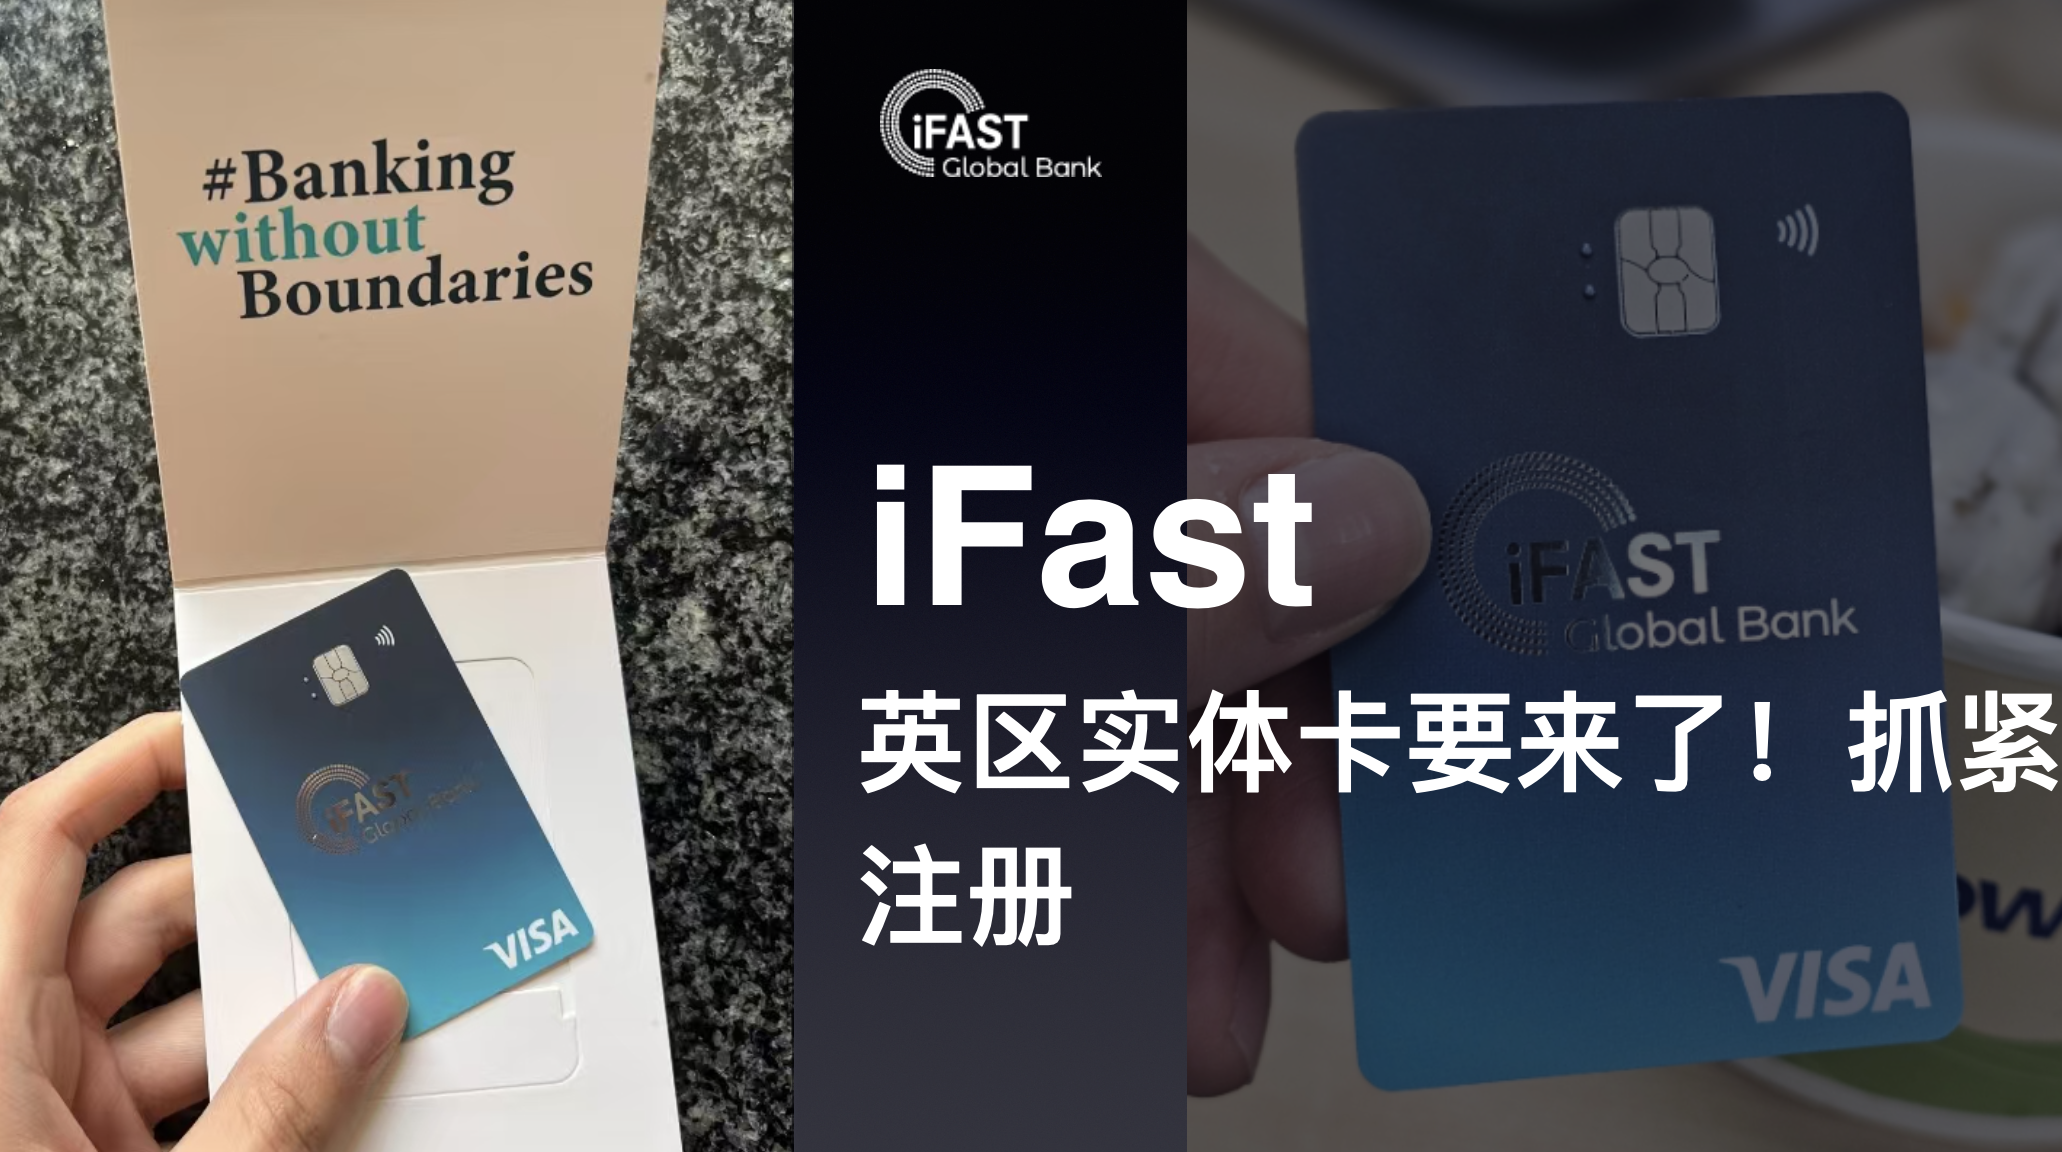 #Banking
without
Boundaries
iFAST
Global Bank
VISA
iFAST
Global Bank
iFast
英区实体卡要来了！抓紧
注册
iFAST
Global Bank
VISA